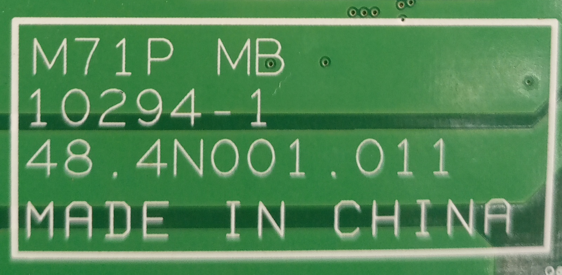 M71P MB
10294-1
48.4N001.011
MADE IN CHINA